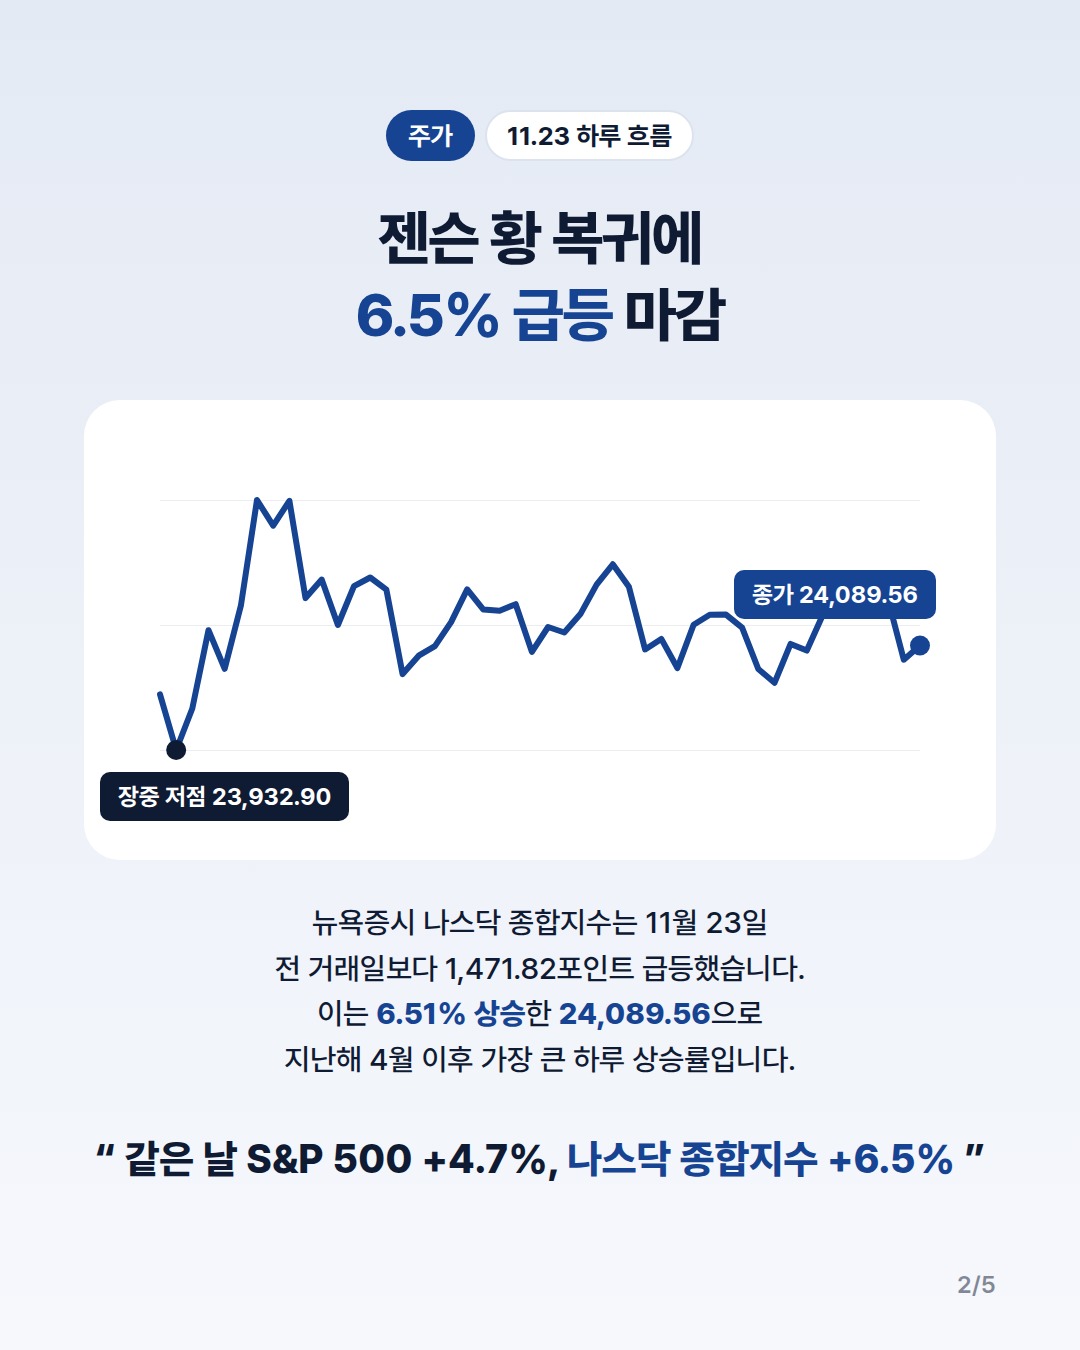 주가
11.23 하루 흐름
젠슨 황 복귀에
6.5% 급등 마감
종가 24,089.56
장중 저점 23,932.90
뉴욕증시 나스닥 종합지수는 11월 23일
전 거래일보다 1,471.82포인트 급등했습니다.
이는 6.51% 상승한 24,089.56으로
지난해 4월 이후 가장 큰 하루 상승률입니다.
“ 같은 날 S&P 500 +4.7%, 나스닥 종합지수 +6.5% ”
2/5